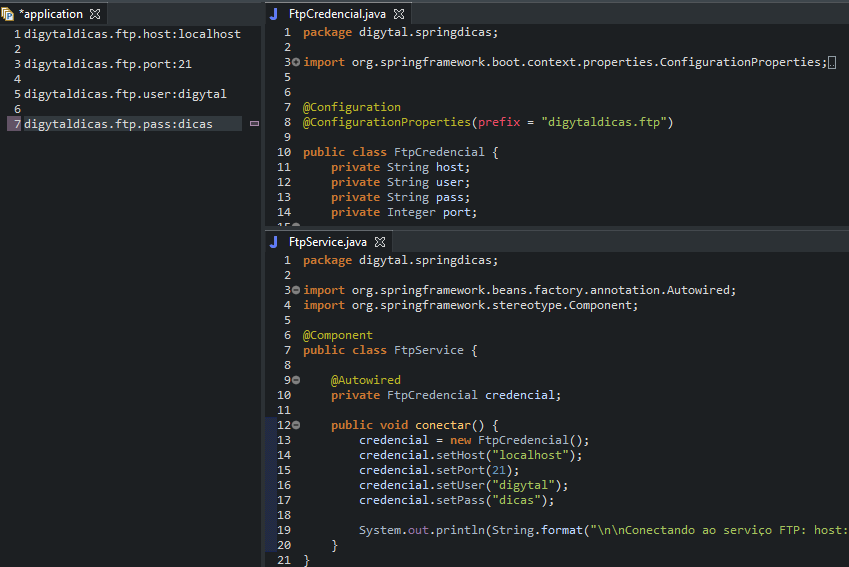 *application
1 digytaldicas.ftp.host:localhost
2
3 digytaldicas.ftp.port:21
4
5 digytaldicas.ftp.user:digytal
6
7 digytaldicas.ftp.pass:dicas
FtpCredencial.java
1 package digytal.springdicas;
2
3 import org.springframework.boot.context.properties.ConfigurationProperties;
5
6
7 @Configuration
8 @ConfigurationProperties(prefix = "digytaldicas.ftp")
9
10 public class FtpCredencial {
11 private String host;
12 private String user;
13 private String pass;
14 private Integer port;
FtpService.java
1 package digytal.springdicas;
2
3 import org.springframework.beans.factory.annotation.Autowired;
4 import org.springframework.stereotype.Component;
5
6 @Component
7 public class FtpService {
8
9 @Autowired
10 private FtpCredencial credencial;
11
12 public void conectar() {
13 credencial = new FtpCredencial();
14 credencial.setHost("localhost");
15 credencial.setPort(21);
16 credencial.setUser("digytal");
17 credencial.setPass("dicas");
18
19 System.out.println(String.format("\n\nConectando ao serviço FTP: host:
20 }
21 }